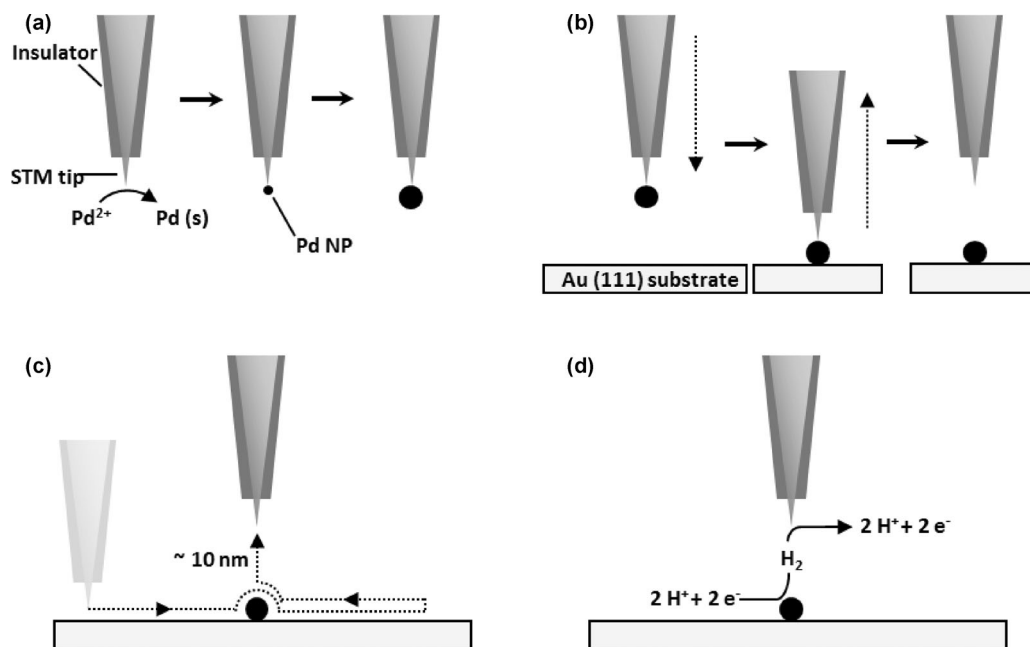 (a)
Insulator
STM tip
Pd²⁺ Pd (s)
Pd NP
(b)
Au (111) substrate
(c)
~ 10 nm
(d)
2 H⁺ + 2 e⁻
H₂
2 H⁺ + 2 e⁻